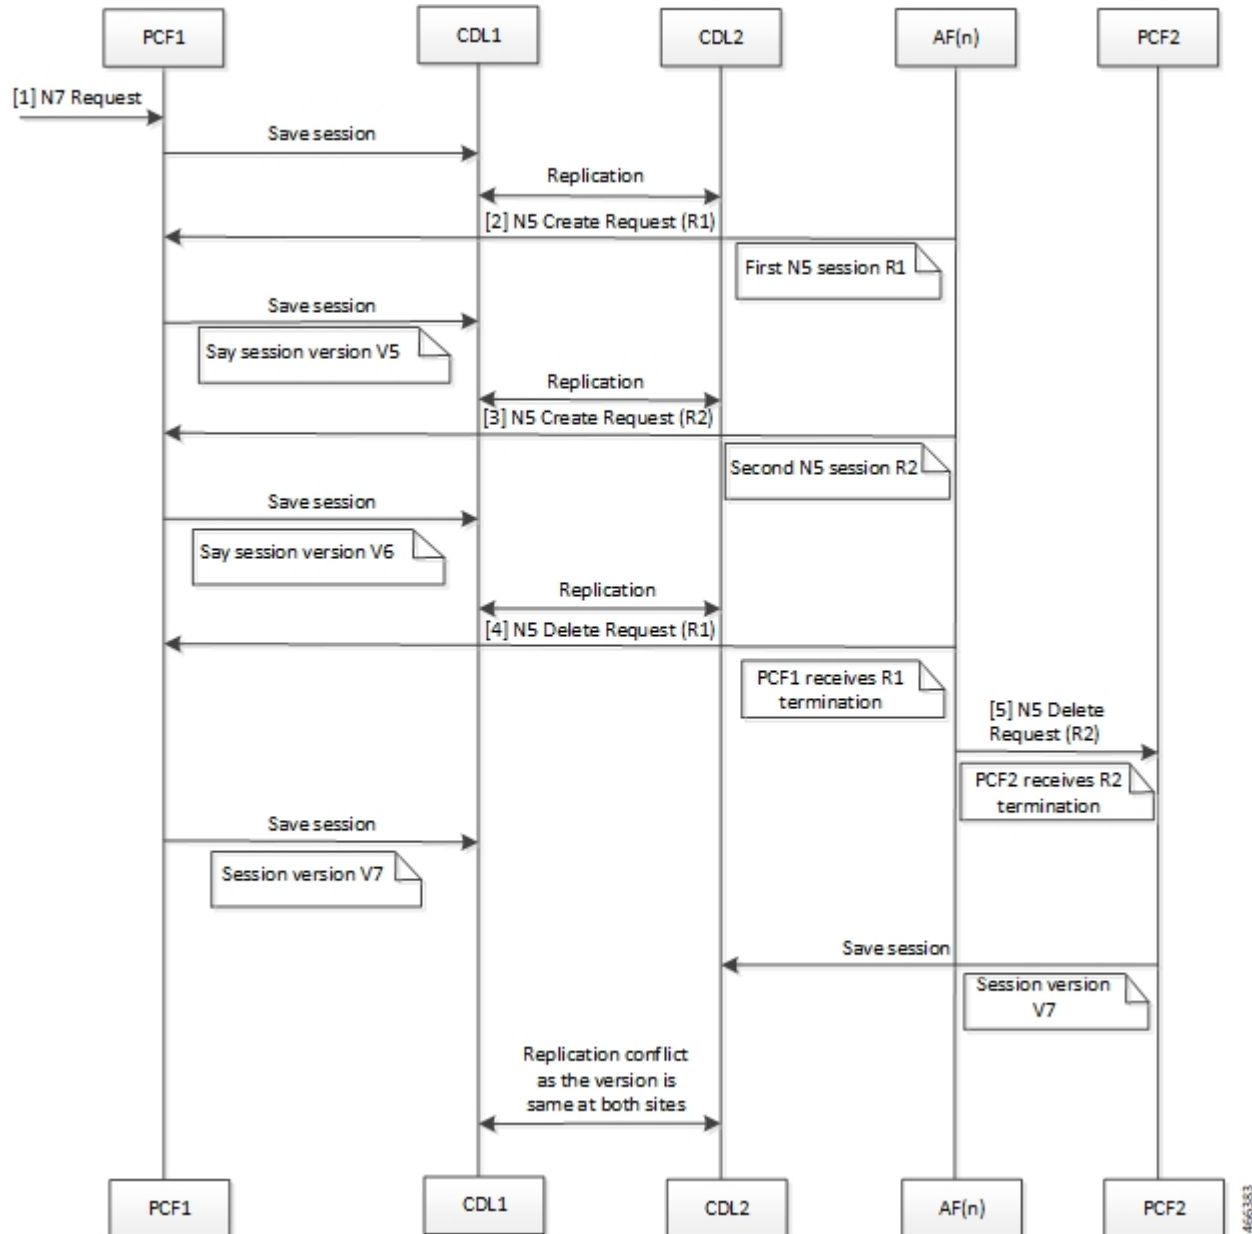 PCF1
CDL1
CDL2
AF(n)
PCF2
[1] N7 Request
Save session
Replication
[2] N5 Create Request (R1)
First N5 session R1
Save session
Say session version V5
Replication
[3] N5 Create Request (R2)
Second N5 session R2
Save session
Say session version V6
Replication
[4] N5 Delete Request (R1)
PCF1 receives R1
termination
[5] N5 Delete
Request (R2)
PCF2 receives R2
termination
Save session
Session version V7
Save session
Session version
V7
Replication conflict
as the version is
same at both sites
PCF1
CDL1
CDL2
AF(n)
PCF2
466383